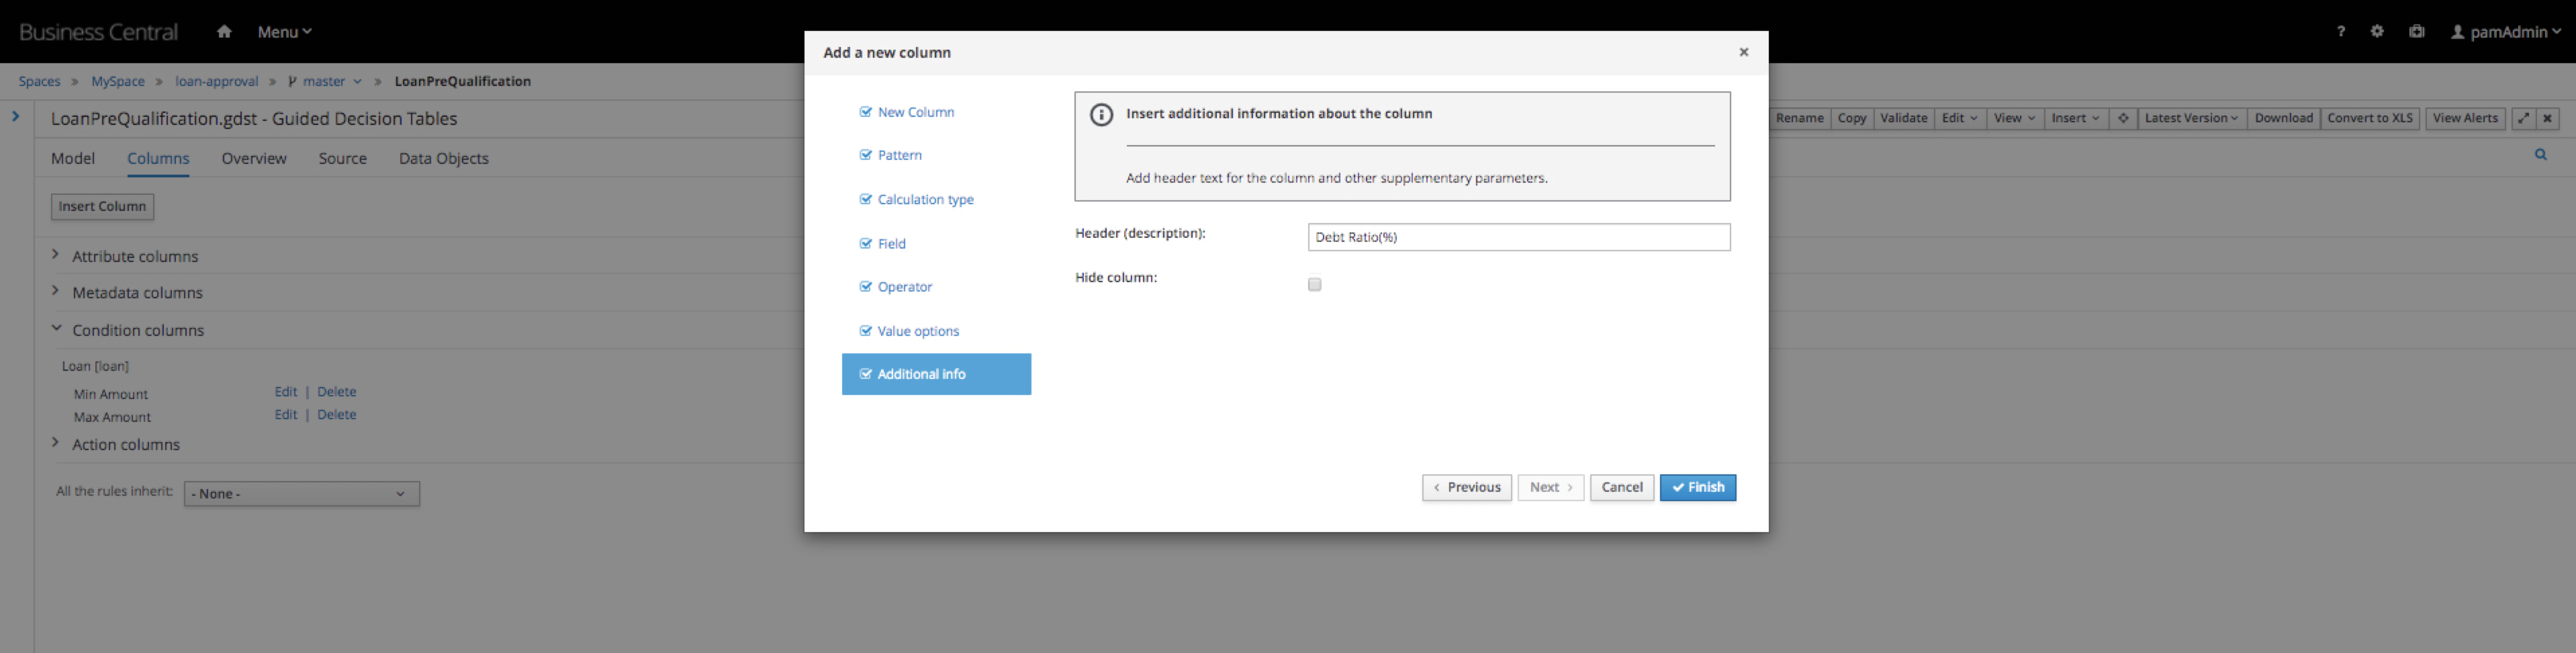 Business Central Menu ? pamAdmin
Spaces » MySpace » loan-approval » master » LoanPreQualification
LoanPreQualification.gdst - Guided Decision Tables
Rename Copy Validate Edit View Insert Latest Version Download Convert to XLS View Alerts
Model Columns Overview Source Data Objects
Insert Column
Attribute columns
Metadata columns
Condition columns
Loan [loan]
Min Amount Edit | Delete
Max Amount Edit | Delete
Action columns
All the rules inherit: - None -
Add a new column
New Column
Pattern
Calculation type
Field
Operator
Value options
Additional info
Insert additional information about the column
Add header text for the column and other supplementary parameters.
Header (description): Debt Ratio(%)
Hide column:
Previous Next Cancel Finish